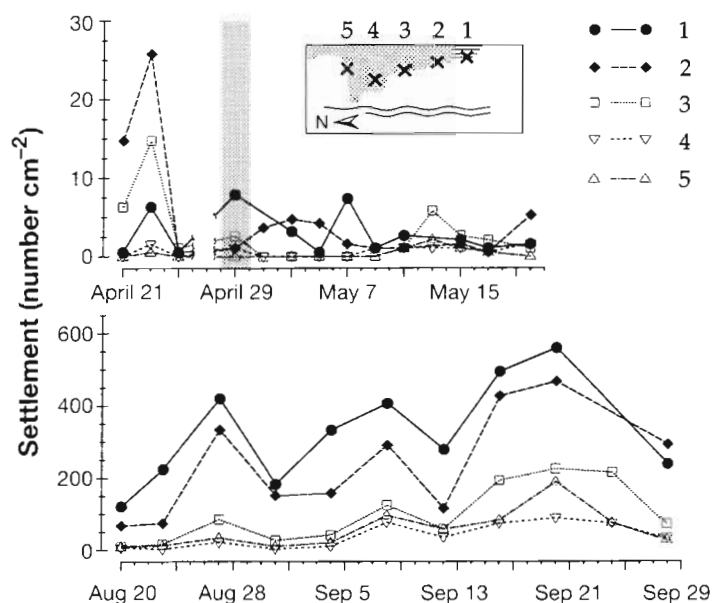 30
20
10
0
5 4 3 2 1
N
1
2
3
4
5
April 21 April 29 May 7 May 15
Settlement (number cm⁻²)
600
400
200
0
Aug 20 Aug 28 Sep 5 Sep 13 Sep 21 Sep 29